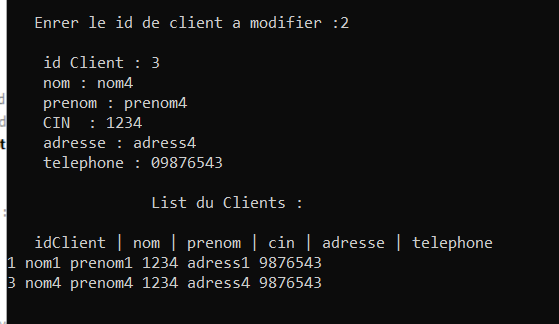 Enrer le id de client a modifier :2
id Client : 3
nom : nom4
prenom : prenom4
CIN  : 1234
adresse : adress4
telephone : 09876543
List du Clients :
idClient | nom | prenom | cin | adresse | telephone
1 nom1 prenom1 1234 adress1 9876543
3 nom4 prenom4 1234 adress4 9876543